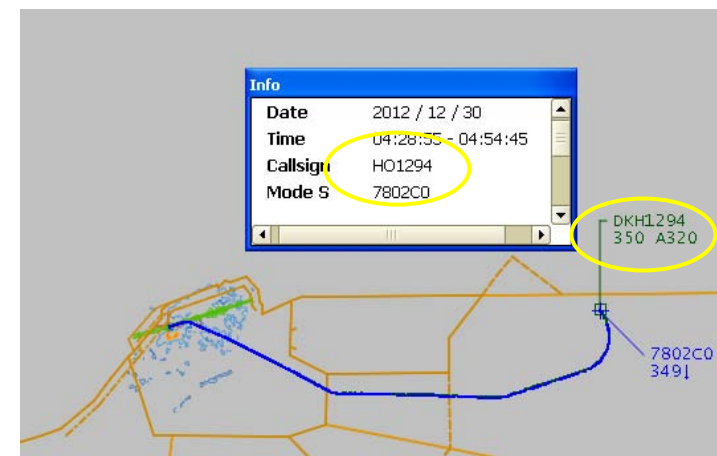 Info
Date 2012 / 12 / 30
Time 04:28:55 - 04:54:45
Callsign HO1294
Mode S 7802C0
DKH1294
350 A320
7802C0
349↓